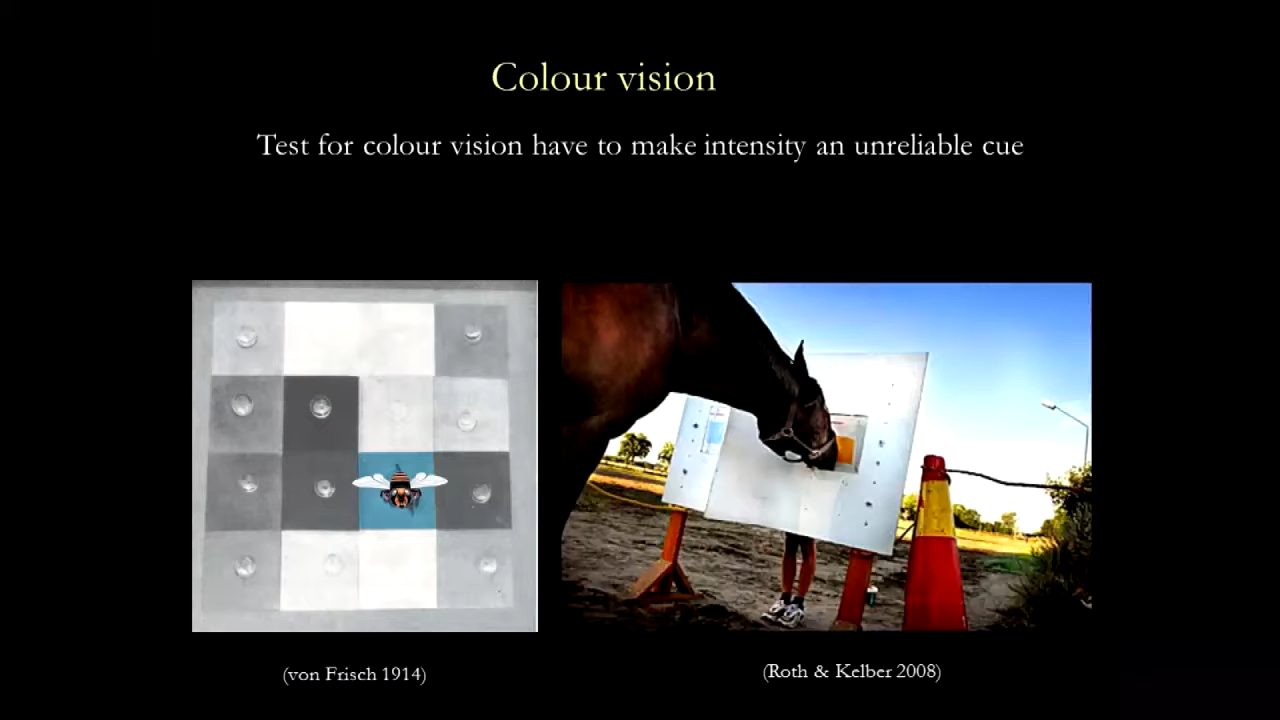 Colour vision
Test for colour vision have to make intensity an unreliable cue
(von Frisch 1914)
(Roth & Kelber 2008)